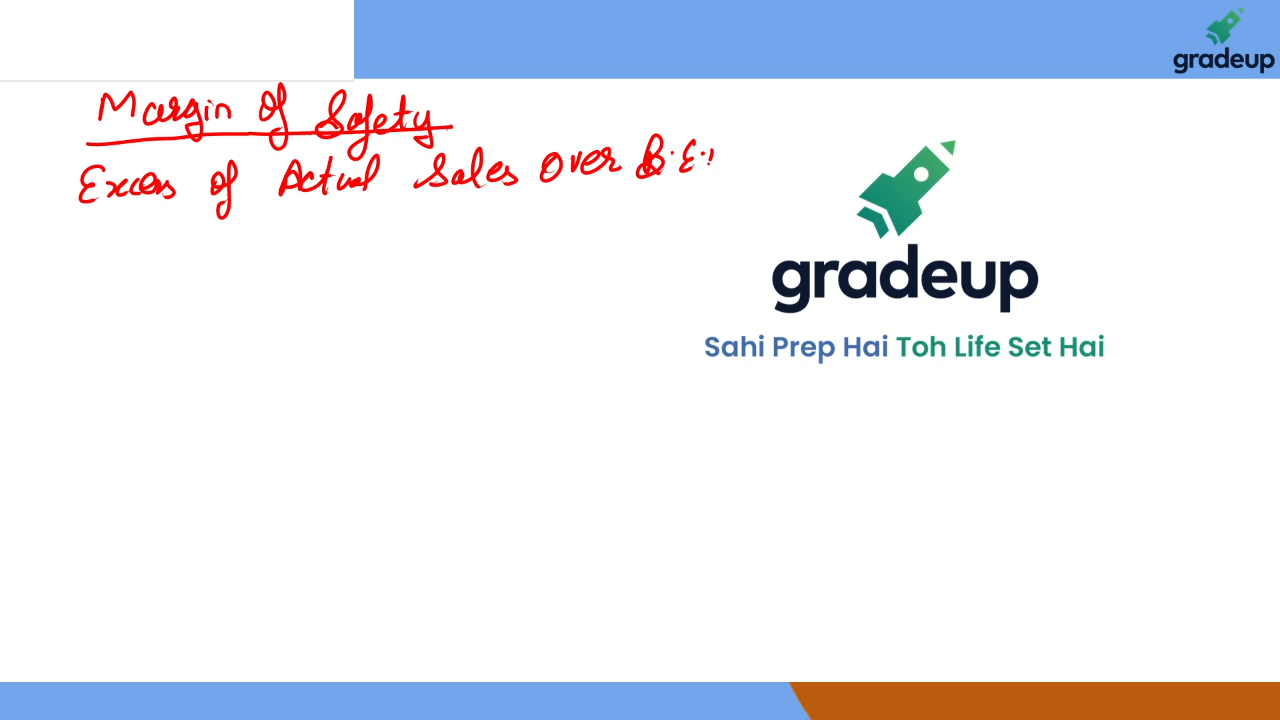 gradeup
Margin of Safety
Excess of Actual Sales Over B.E.
gradeup
Sahi Prep Hai Toh Life Set Hai